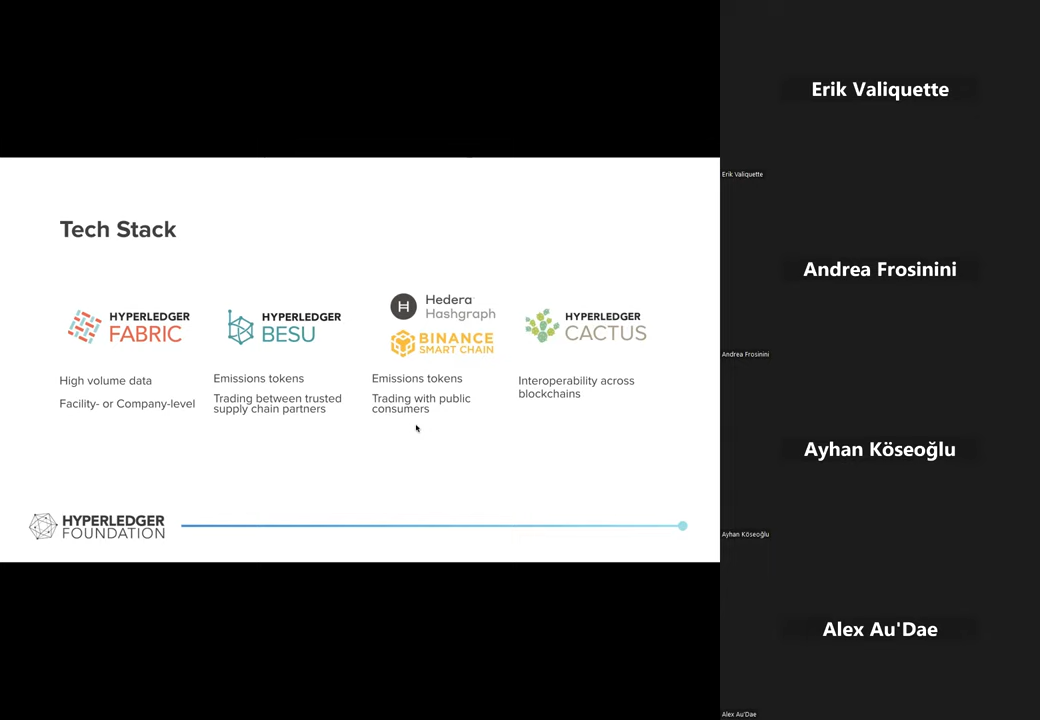 Tech Stack
HYPERLEDGER
FABRIC
High volume data
Facility- or Company-level
HYPERLEDGER
BESU
Emissions tokens
Trading between trusted
supply chain partners
Hedera
Hashgraph
BINANCE
SMART CHAIN
Emissions tokens
Trading with public
consumers
HYPERLEDGER
CACTUS
Interoperability across
blockchains
HYPERLEDGER
FOUNDATION
Erik Valiquette
Erik Valiquette
Andrea Frosinini
Andrea Frosinini
Ayhan Köseoğlu
Ayhan Köseoğlu
Alex Au'Dae
Alex Au'Dae